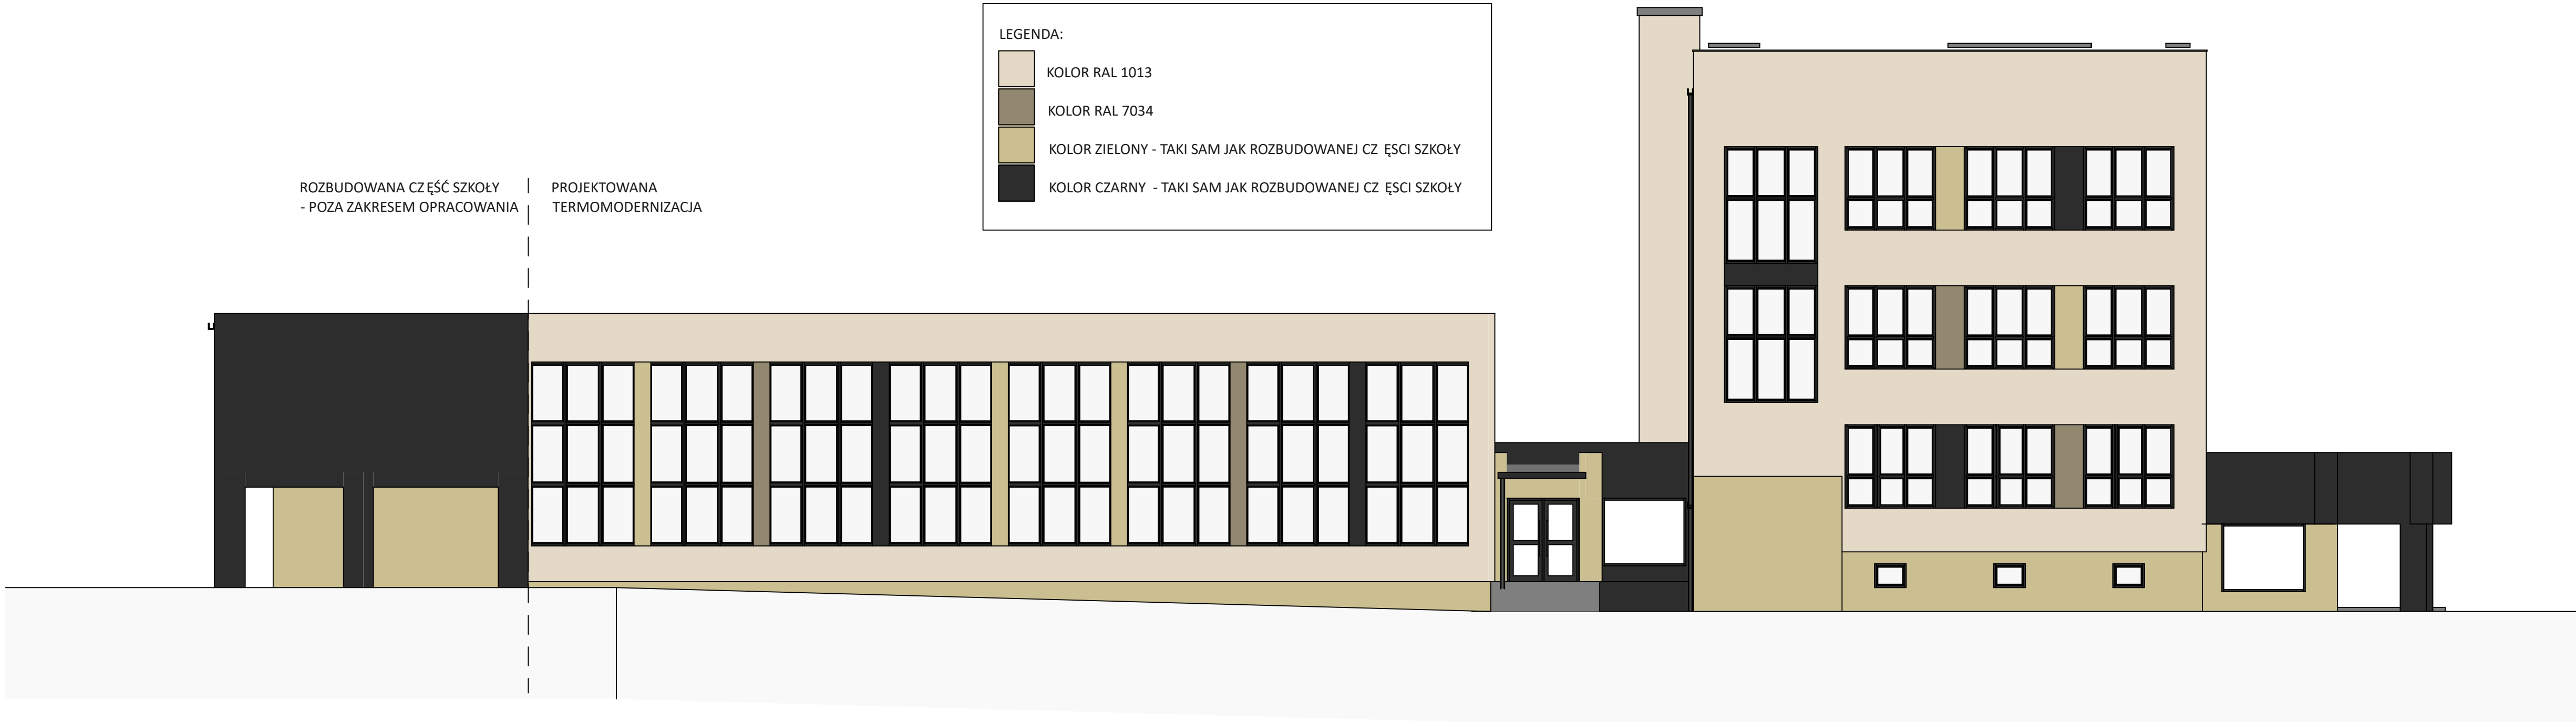 LEGENDA:
KOLOR RAL 1013
KOLOR RAL 7034
KOLOR ZIELONY - TAKI SAM JAK ROZBUDOWANEJ CZ ĘSCI SZKOŁY
KOLOR CZARNY - TAKI SAM JAK ROZBUDOWANEJ CZ ĘSCI SZKOŁY
ROZBUDOWANA CZĘŚĆ SZKOŁY
- POZA ZAKRESEM OPRACOWANIA
PROJEKTOWANA
TERMOMODERNIZACJA